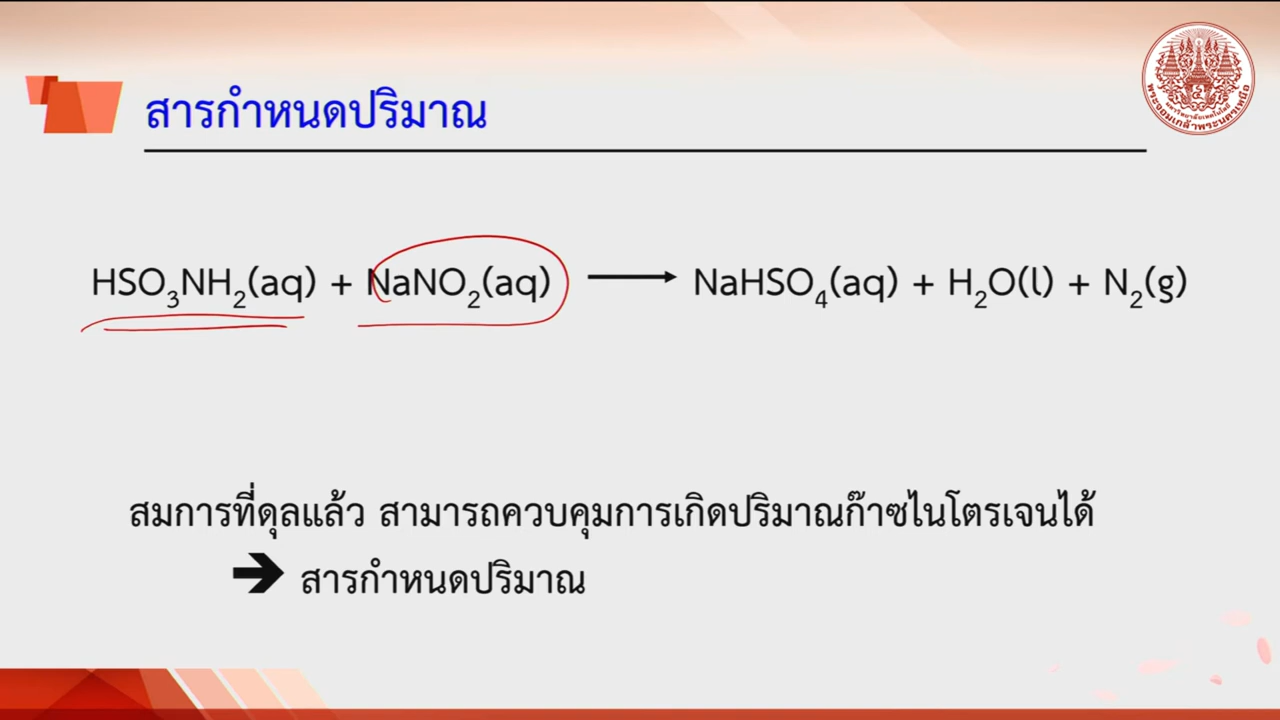 สารกำหนดปริมาณ
HSO₃NH₂(aq) + NaNO₂(aq) ⟶ NaHSO₄(aq) + H₂O(l) + N₂(g)
สมการที่ดุลแล้ว สามารถควบคุมการเกิดปริมาณก๊าซไนโตรเจนได้
➔ สารกำหนดปริมาณ